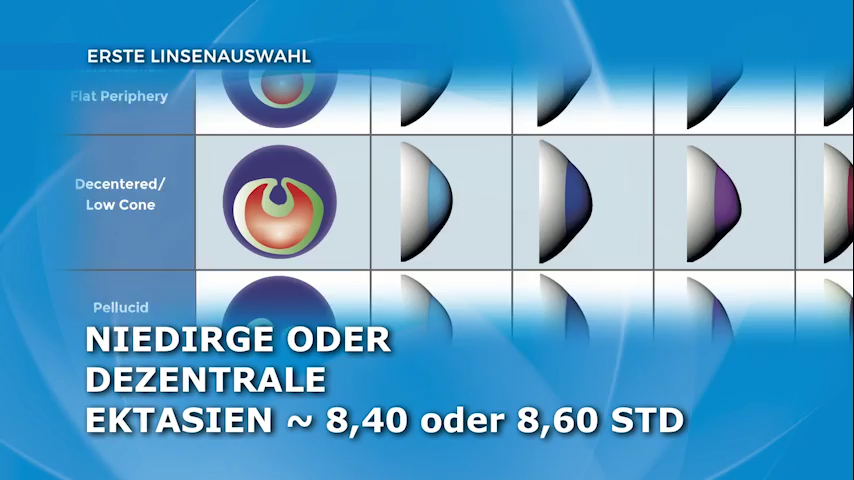 ERSTE LINSENAUSWAHL
Flat Periphery
Decentered/
Low Cone
Pellucid
NIEDIRGE ODER
DEZENTRALE
EKTASIEN ~ 8,40 oder 8,60 STD